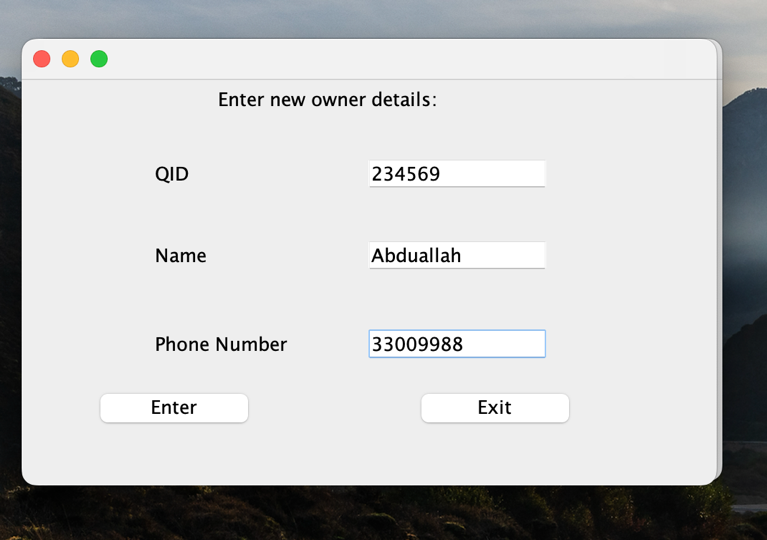 Enter new owner details:
QID 234569
Name Abduallah
Phone Number 33009988
Enter Exit